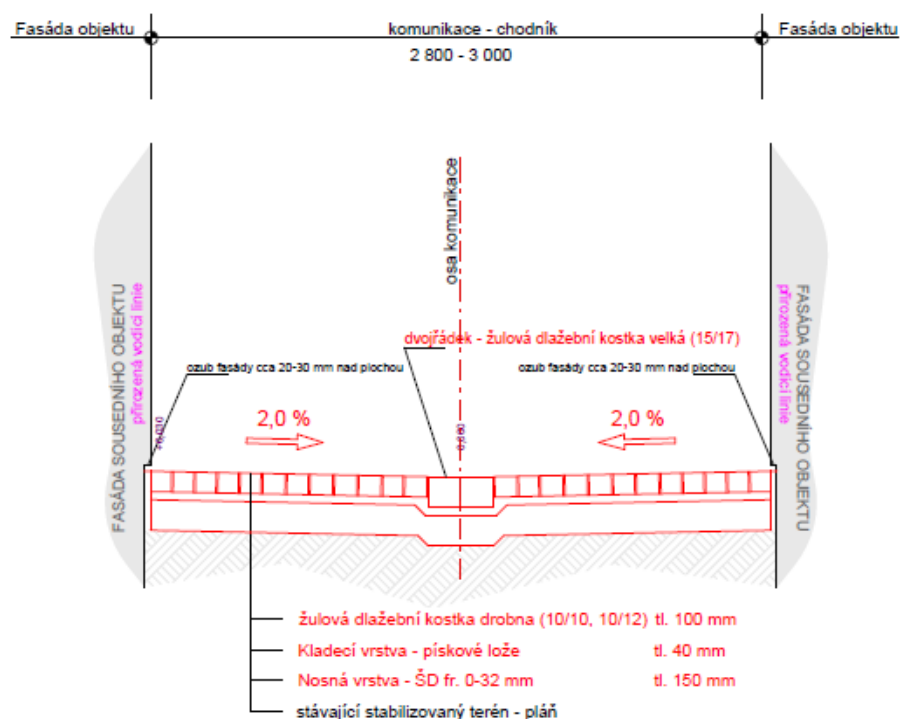 Fasáda objektu
komunikace - chodník
Fasáda objektu
2 800 - 3 000
osa komunikace
FASÁDA SOUSEDNÍHO OBJEKTU
přirozená vodicí linie
přirozená vodicí linie
FASÁDA SOUSEDNÍHO OBJEKTU
dvojřádek - žulová dlažební kostka velká (15/17)
ozub fasády cca 20-30 mm nad plochou
ozub fasády cca 20-30 mm nad plochou
2,0 %
2,0 %
žulová dlažební kostka drobna (10/10, 10/12) tl. 100 mm
Kladecí vrstva - pískové lože tl. 40 mm
Nosná vrstva - ŠD fr. 0-32 mm tl. 150 mm
stávající stabilizovaný terén - pláň